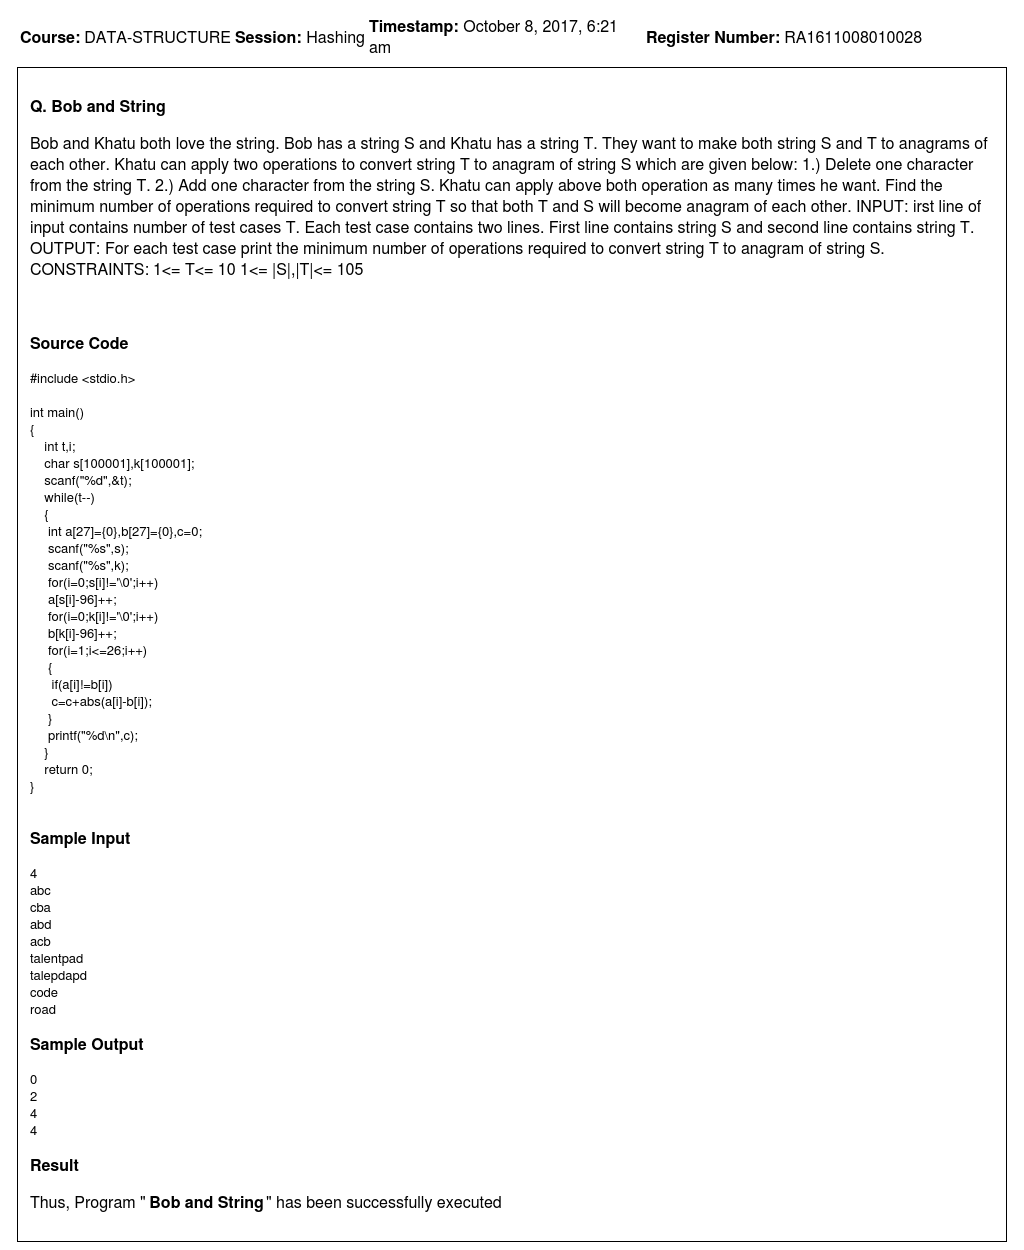 Course: DATA-STRUCTURE Session: Hashing Timestamp: October 8, 2017, 6:21 am Register Number: RA1611008010028
Q. Bob and String
Bob and Khatu both love the string. Bob has a string S and Khatu has a string T. They want to make both string S and T to anagrams of
each other. Khatu can apply two operations to convert string T to anagram of string S which are given below: 1.) Delete one character
from the string T. 2.) Add one character from the string S. Khatu can apply above both operation as many times he want. Find the
minimum number of operations required to convert string T so that both T and S will become anagram of each other. INPUT: irst line of
input contains number of test cases T. Each test case contains two lines. First line contains string S and second line contains string T.
OUTPUT: For each test case print the minimum number of operations required to convert string T to anagram of string S.
CONSTRAINTS: 1<= T<= 10 1<= |S|,|T|<= 105
Source Code
#include <stdio.h>
int main()
{
int t,i;
char s[100001],k[100001];
scanf("%d",&t);
while(t--)
{
int a[27]={0},b[27]={0},c=0;
scanf("%s",s);
scanf("%s",k);
for(i=0;s[i]!='\0';i++)
a[s[i]-96]++;
for(i=0;k[i]!='\0';i++)
b[k[i]-96]++;
for(i=1;i<=26;i++)
{
if(a[i]!=b[i])
c=c+abs(a[i]-b[i]);
}
printf("%d\n",c);
}
return 0;
}
Sample Input
4
abc
cba
abd
acb
talentpad
talepdapd
code
road
Sample Output
0
2
4
4
Result
Thus, Program " Bob and String" has been successfully executed